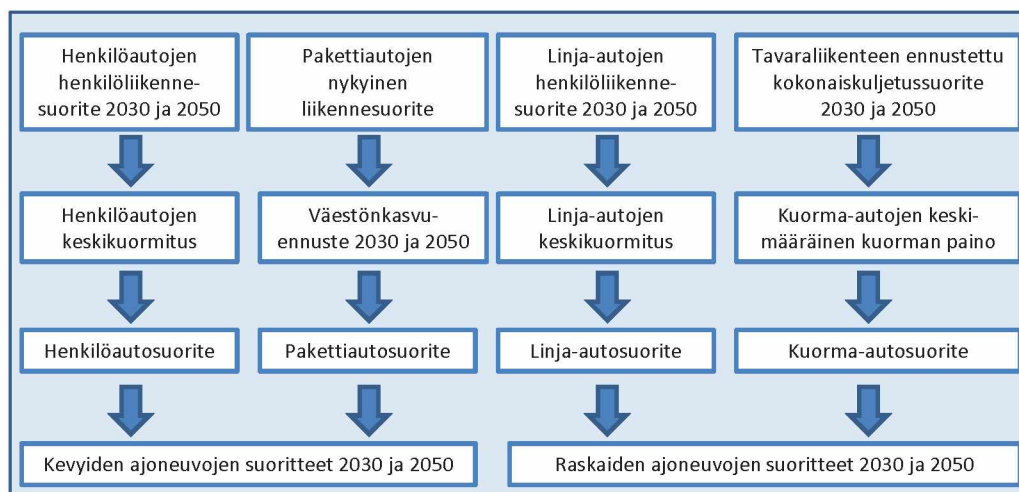 Henkilöautojen
henkilöliikenne-
suorite 2030 ja 2050
Pakettiautojen
nykyinen
liikennesuorite
Linja-autojen
henkilöliikenne-
suorite 2030 ja 2050
Tavaraliikenteen ennustettu
kokonaiskuljetussuorite
2030 ja 2050
Henkilöautojen
keskikuormitus
Väestönkasvu-
ennuste 2030 ja 2050
Linja-autojen
keskikuormitus
Kuorma-autojen keski-
määräinen kuorman paino
Henkilöautosuorite
Pakettiautosuorite
Linja-autosuorite
Kuorma-autosuorite
Kevyiden ajoneuvojen suoritteet 2030 ja 2050
Raskaiden ajoneuvojen suoritteet 2030 ja 2050